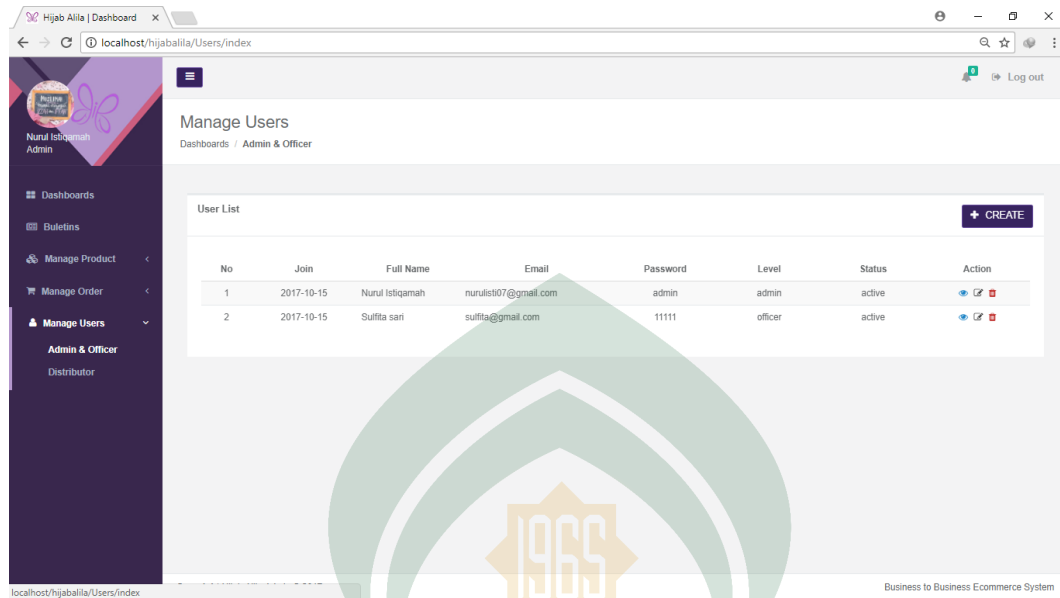 Hijab Alila | Dashboard
localhost/hijabalila/Users/index
0
Log out
Nurul Istiqamah
Admin
Manage Users
Dashboards / Admin & Officer
Dashboards
Buletins
Manage Product
Manage Order
Manage Users
Admin & Officer
Distributor
User List
CREATE
No Join Full Name Email Password Level Status Action
1 2017-10-15 Nurul Istiqamah nurulisti07@gmail.com admin admin active
2 2017-10-15 Sulfita sari sulfita@gmail.com 11111 officer active
1965
Business to Business Ecommerce System
localhost/hijabalila/Users/index